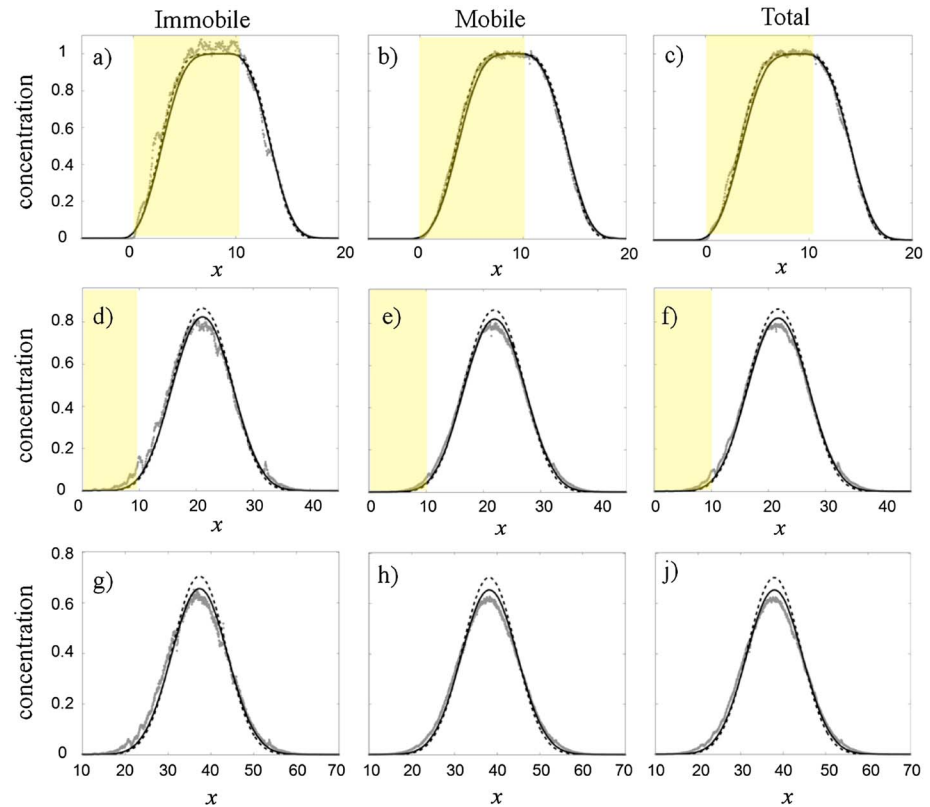 Immobile Mobile Total
a) b) c)
concentration
1
0.8
0.6
0.4
0.2
0
0 10 20 0 10 20 0 10 20
x x x
d) e) f)
concentration
0.8
0.6
0.4
0.2
0
0 10 20 30 40 0 10 20 30 40 0 10 20 30 40
x x x
g) h) j)
concentration
0.8
0.6
0.4
0.2
0
10 20 30 40 50 60 70 10 20 30 40 50 60 70 10 20 30 40 50 60 70
x x x